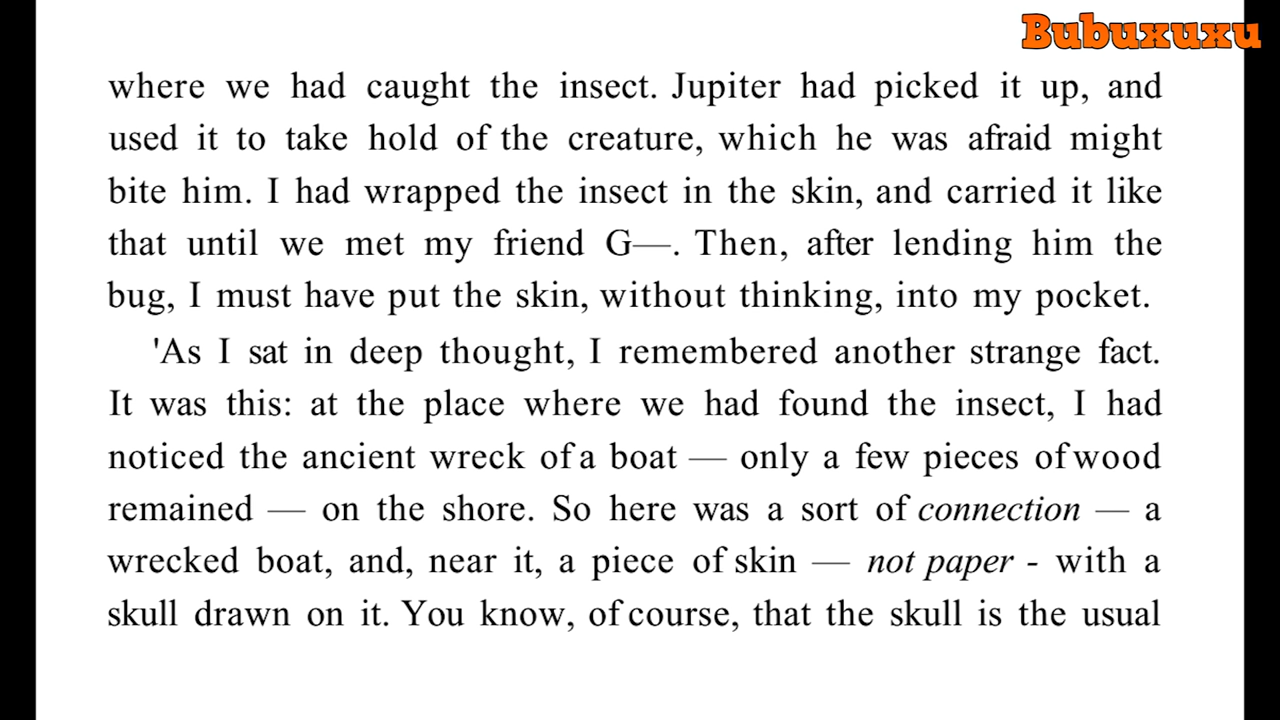 Bubuxuxu
where we had caught the insect. Jupiter had picked it up, and
used it to take hold of the creature, which he was afraid might
bite him. I had wrapped the insect in the skin, and carried it like
that until we met my friend G—. Then, after lending him the
bug, I must have put the skin, without thinking, into my pocket.
'As I sat in deep thought, I remembered another strange fact.
It was this: at the place where we had found the insect, I had
noticed the ancient wreck of a boat — only a few pieces of wood
remained — on the shore. So here was a sort of connection — a
wrecked boat, and, near it, a piece of skin — not paper - with a
skull drawn on it. You know, of course, that the skull is the usual